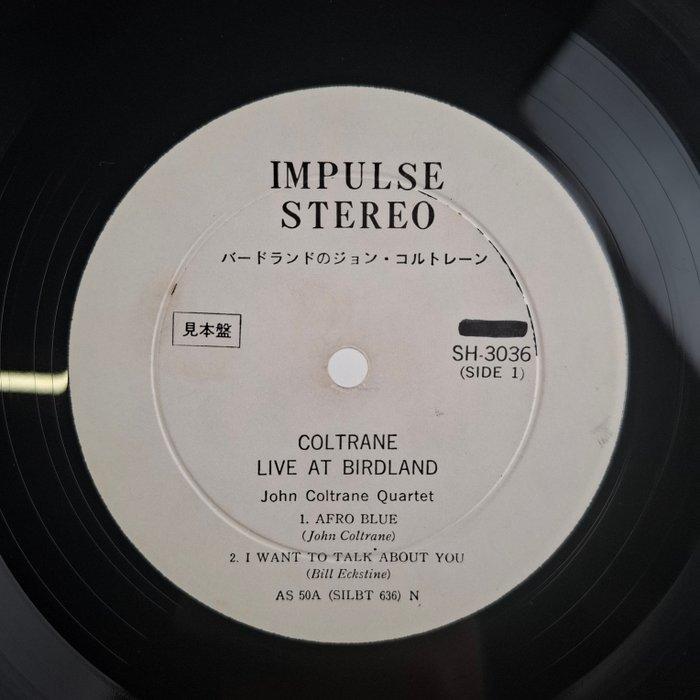 IMPULSE
STEREO
バードランドのジョン・コルトレーン
見本盤
SH-3036
(SIDE 1)
COLTRANE
LIVE AT BIRDLAND
John Coltrane Quartet
1. AFRO BLUE
(John Coltrane)
2. I WANT TO TALK ABOUT YOU
(Bill Eckstine)
AS 50A (SILBT 636) N